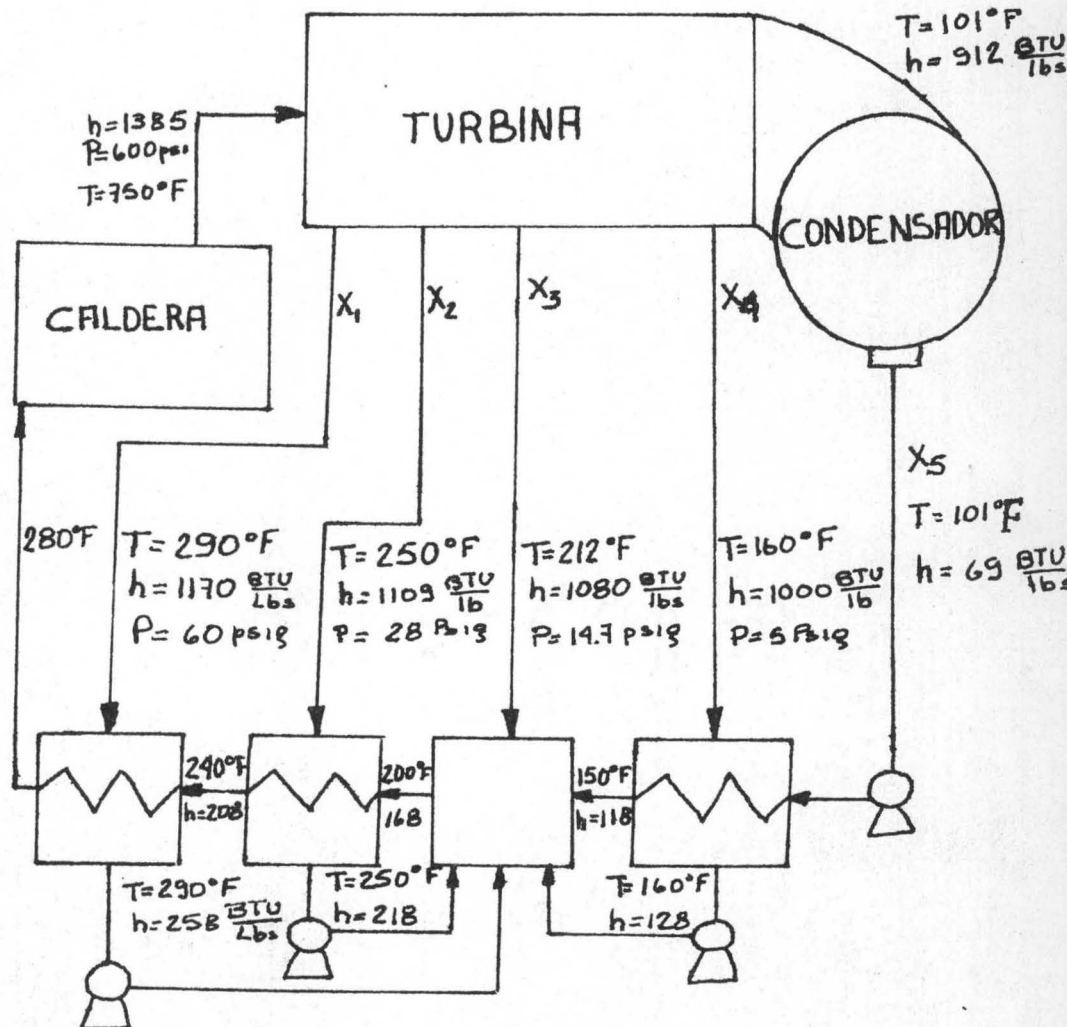 T=101°F
h=912 BTU/lbs
h=1385
P=600psi
T=750°F
TURBINA
CONDENSADOR
CALDERA
X₁
X₂
X₃
X₄
X₅
T=101°F
h=69 BTU/lbs
280°F
T=290°F
h=1170 BTU/Lbs
P=60 psig
T=250°F
h=1109 BTU/lb
P=28 Psig
T=212°F
h=1080 BTU/lbs
P=14.7 psig
T=160°F
h=1000 BTU/lb
P=5 Psig
240°F
h=208
200°F
168
150°F
h=118
T=290°F
h=258 BTU/Lbs
T=250°F
h=218
T=160°F
h=128